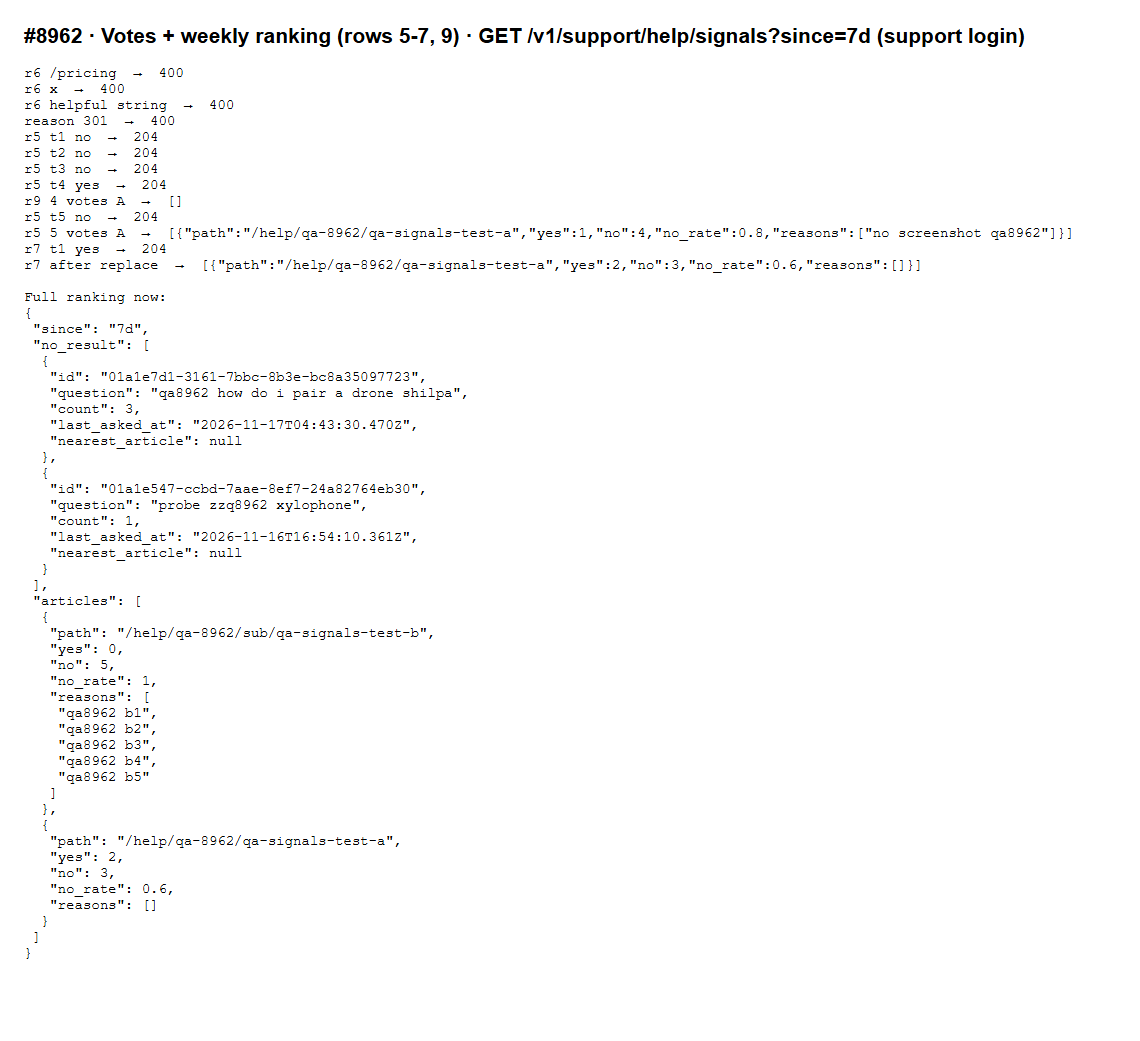 #8962 · Votes + weekly ranking (rows 5-7, 9) · GET /v1/support/help/signals?since=7d (support login)
r6 /pricing → 400
r6 x → 400
r6 helpful string → 400
reason 301 → 400
r5 t1 no → 204
r5 t2 no → 204
r5 t3 no → 204
r5 t4 yes → 204
r9 4 votes A → []
r5 t5 no → 204
r5 5 votes A → [{"path":"/help/qa-8962/qa-signals-test-a","yes":1,"no":4,"no_rate":0.8,"reasons":["no screenshot qa8962"]}]
r7 t1 yes → 204
r7 after replace → [{"path":"/help/qa-8962/qa-signals-test-a","yes":2,"no":3,"no_rate":0.6,"reasons":[]}]
Full ranking now:
{
"since": "7d",
"no_result": [
{
"id": "01a1e7d1-3161-7bbc-8b3e-bc8a35097723",
"question": "qa8962 how do i pair a drone shilpa",
"count": 3,
"last_asked_at": "2026-11-17T04:43:30.470Z",
"nearest_article": null
},
{
"id": "01a1e547-ccbd-7aae-8ef7-24a82764eb30",
"question": "probe zzq8962 xylophone",
"count": 1,
"last_asked_at": "2026-11-16T16:54:10.361Z",
"nearest_article": null
}
],
"articles": [
{
"path": "/help/qa-8962/sub/qa-signals-test-b",
"yes": 0,
"no": 5,
"no_rate": 1,
"reasons": [
"qa8962 b1",
"qa8962 b2",
"qa8962 b3",
"qa8962 b4",
"qa8962 b5"
]
},
{
"path": "/help/qa-8962/qa-signals-test-a",
"yes": 2,
"no": 3,
"no_rate": 0.6,
"reasons": []
}
]
}